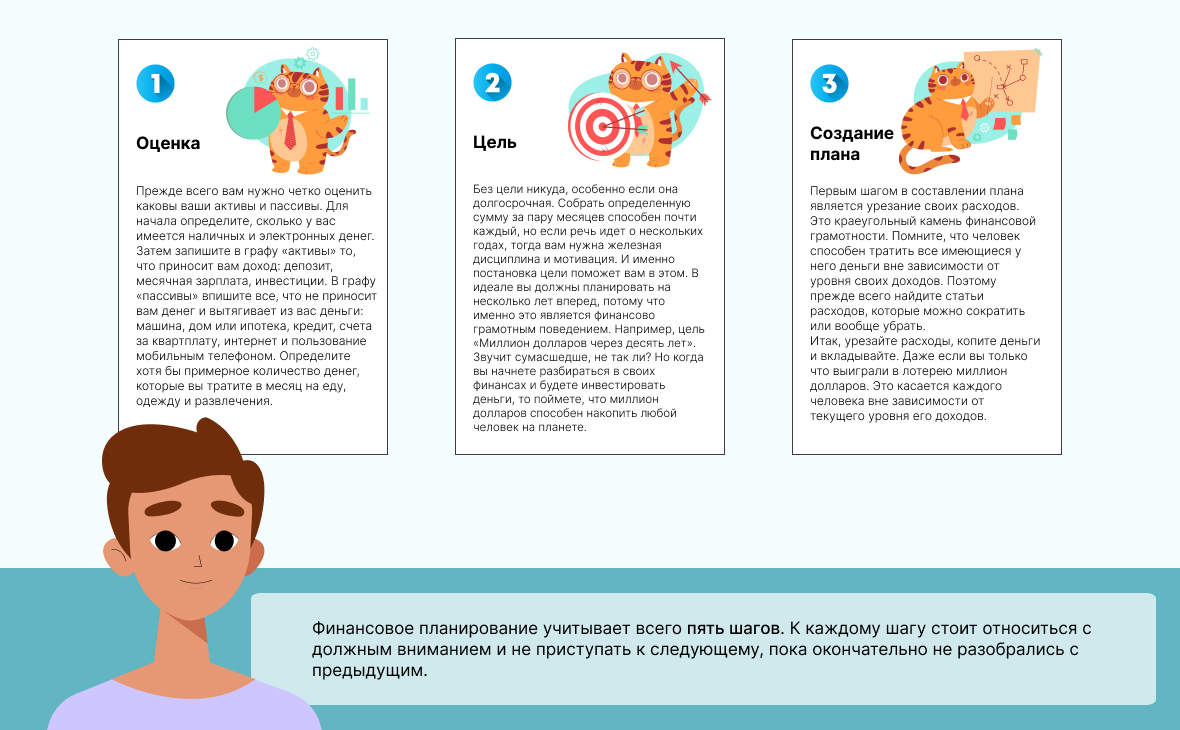 1
Оценка
Прежде всего вам нужно четко оценить
каковы ваши активы и пассивы. Для
начала определите, сколько у вас
имеется наличных и электронных денег.
Затем запишите в графу «активы» то,
что приносит вам доход: депозит,
месячная зарплата, инвестиции. В графу
«пассивы» впишите все, что не приносит
вам денег и вытягивает из вас деньги:
машина, дом или ипотека, кредит, счета
за квартплату, интернет и пользование
мобильным телефоном. Определите
хотя бы примерное количество денег,
которые вы тратите в месяц на еду,
одежду и развлечения.
2
Цель
Без цели никуда, особенно если она
долгосрочная. Собрать определенную
сумму за пару месяцев способен почти
каждый, но если речь идет о нескольких
годах, тогда вам нужна железная
дисциплина и мотивация. И именно
постановка цели поможет вам в этом. В
идеале вы должны планировать на
несколько лет вперед, потому что
именно это является финансово
грамотным поведением. Например, цель
«Миллион долларов через десять лет».
Звучит сумасшедше, не так ли? Но когда
вы начнете разбираться в своих
финансах и будете инвестировать
деньги, то поймете, что миллион
долларов способен накопить любой
человек на планете.
3
Создание
плана
Первым шагом в составлении плана
является урезание своих расходов.
Это краеугольный камень финансовой
грамотности. Помните, что человек
способен тратить все имеющиеся у
него деньги вне зависимости от
уровня своих доходов. Поэтому
прежде всего найдите статьи
расходов, которые можно сократить
или вообще убрать.
Итак, урезайте расходы, копите деньги
и вкладывайте. Даже если вы только
что выиграли в лотерею миллион
долларов. Это касается каждого
человека вне зависимости от
текущего уровня его доходов.
Финансовое планирование учитывает всего пять шагов. К каждому шагу стоит относиться с
должным вниманием и не приступать к следующему, пока окончательно не разобрались с
предыдущим.